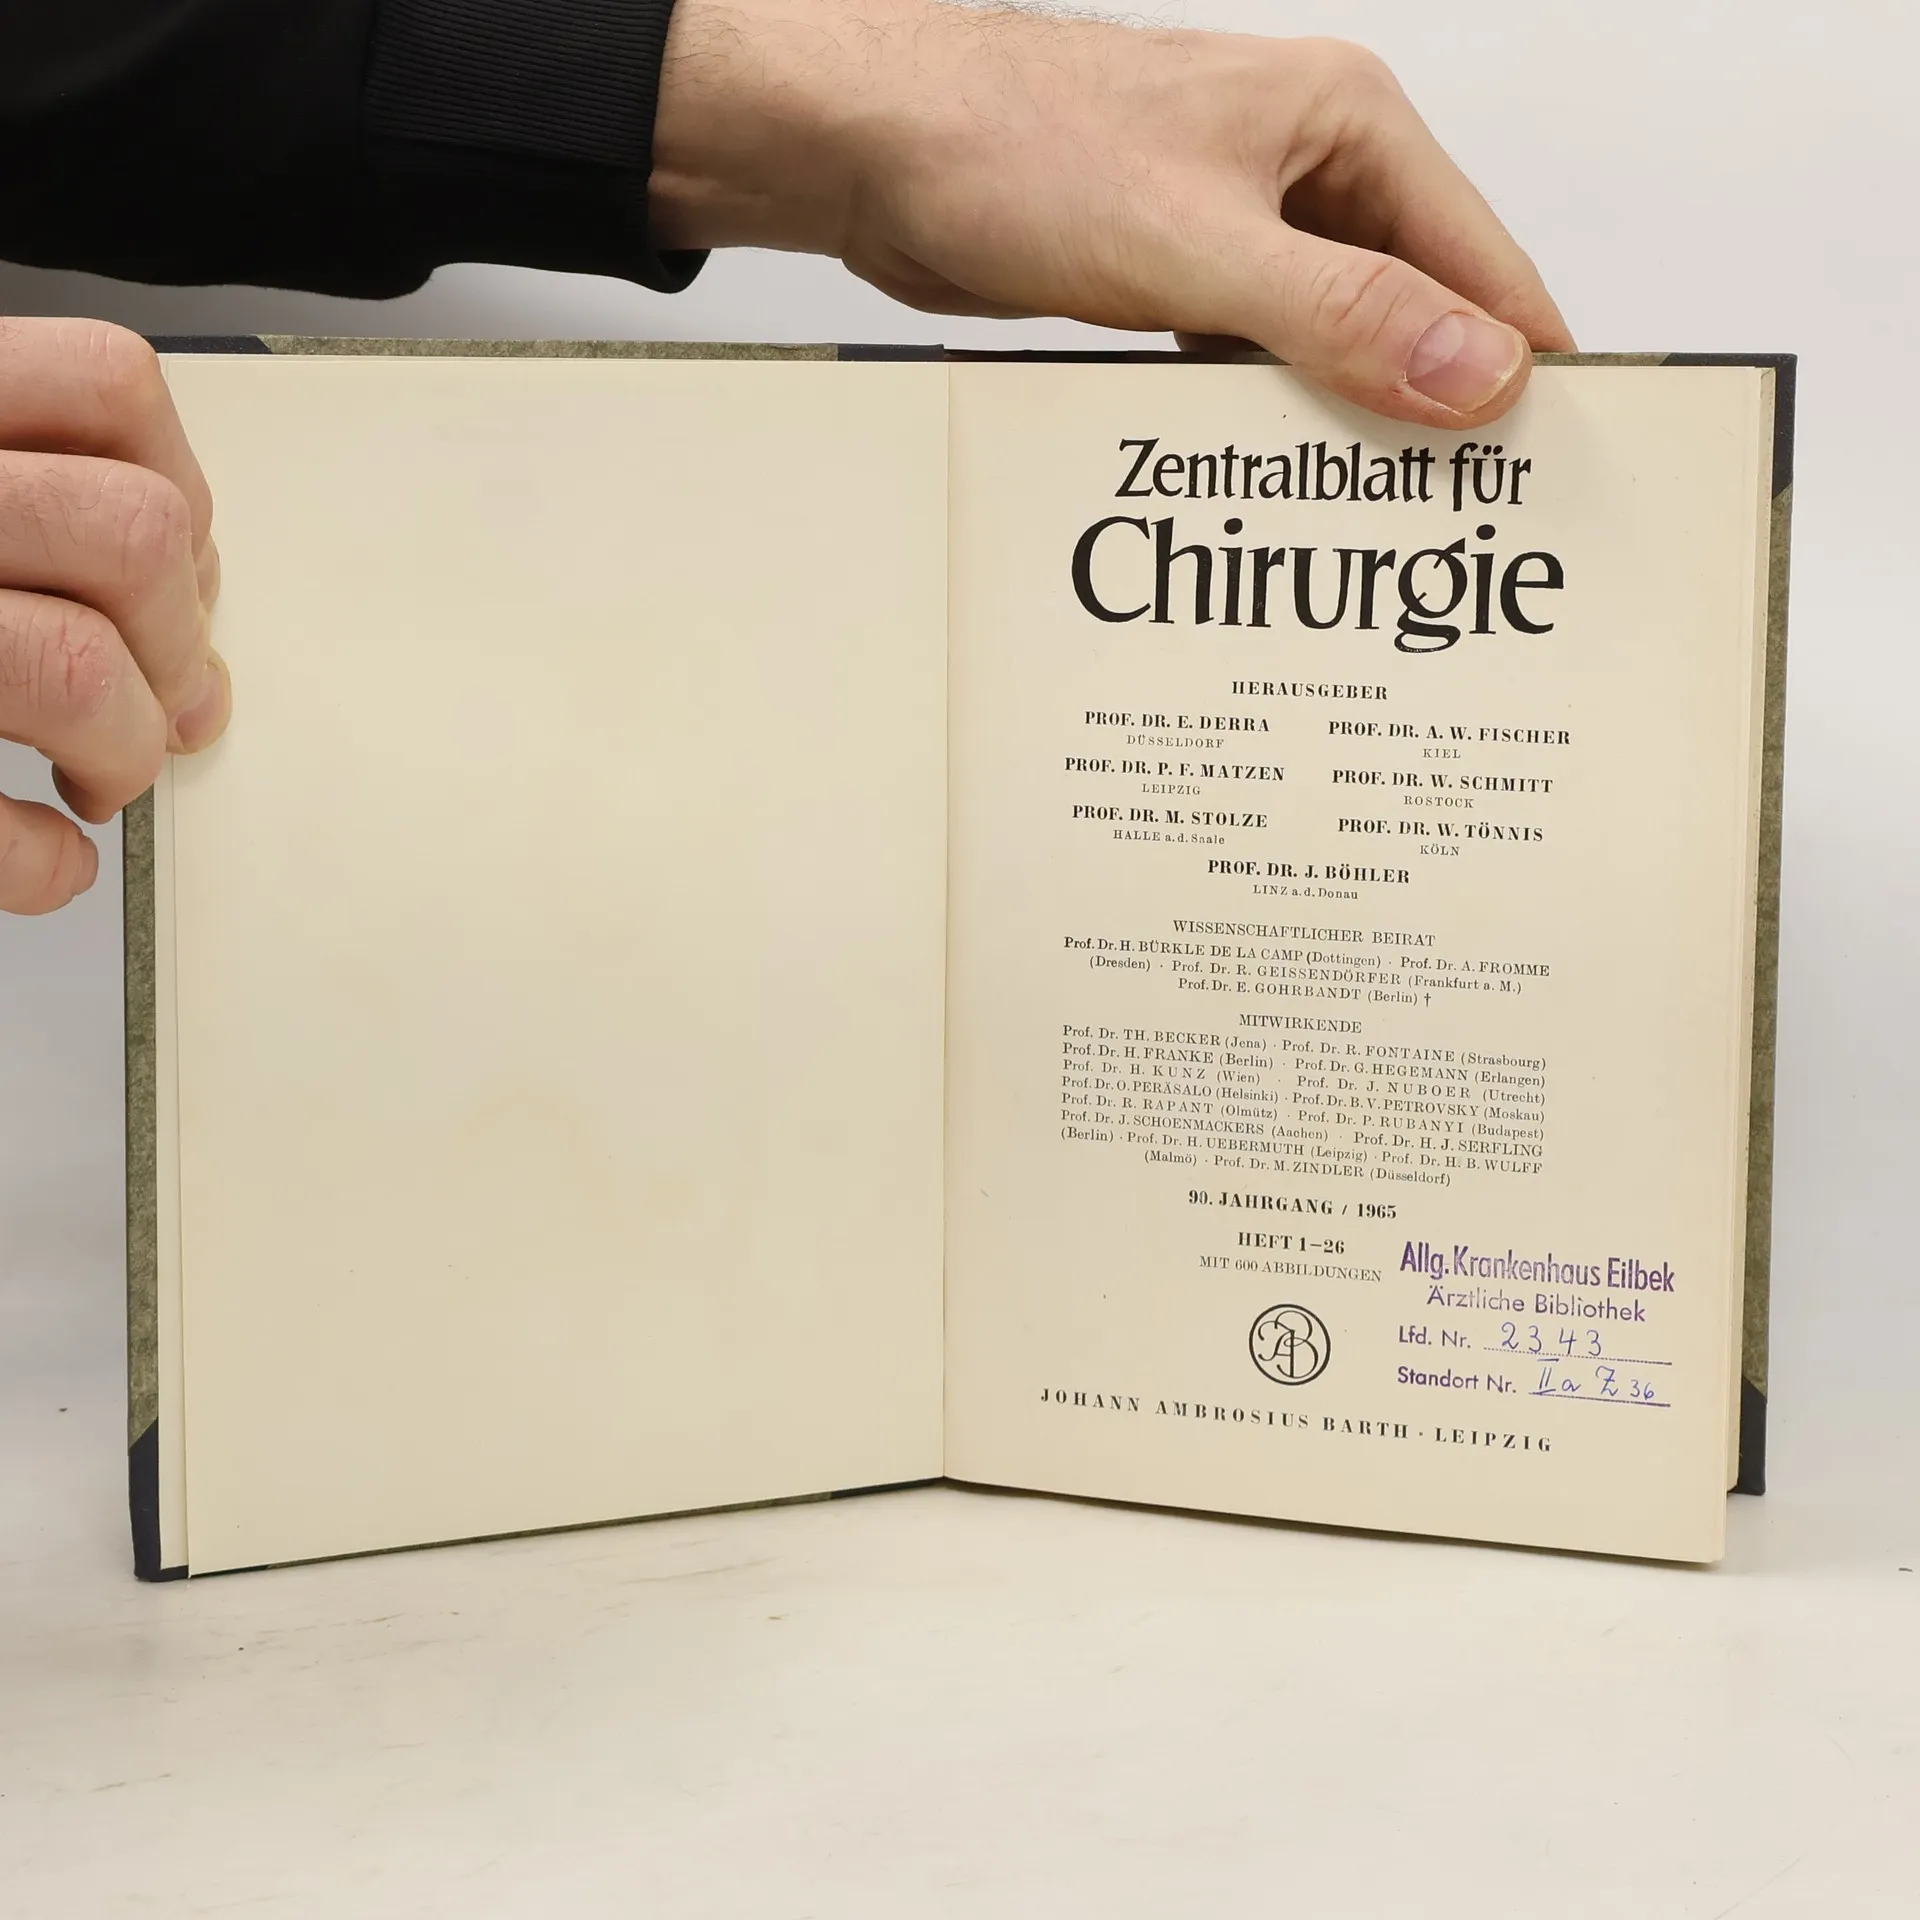 Zentralblatt für
Chirurgie
HERAUSGEBER
PROF. DR. E. DERRA
DÜSSELDORF
PROF. DR. A. W. FISCHER
KIEL
PROF. DR. P. F. MATZEN
LEIPZIG
PROF. DR. W. SCHMITT
ROSTOCK
PROF. DR. M. STOLZE
HALLE a. d. Saale
PROF. DR. W. TÖNNIS
KÖLN
PROF. DR. J. BÖHLER
LINZ a. d. Donau
WISSENSCHAFTLICHER BEIRAT
Prof. Dr. H. BÜRKLE DE LA CAMP (Dottingen) · Prof. Dr. A. FROMME
(Dresden) · Prof. Dr. R. GEISSENDÖRFER (Frankfurt a. M.)
Prof. Dr. E. GOHRBANDT (Berlin) †
MITWIRKENDE
Prof. Dr. TH. BECKER (Jena) · Prof. Dr. R. FONTAINE (Strasbourg)
Prof. Dr. H. FRANKE (Berlin) · Prof. Dr. G. HEGEMANN (Erlangen)
Prof. Dr. H. KUNZ (Wien) · Prof. Dr. J. NUBOER (Utrecht)
Prof. Dr. O. PERÄSALO (Helsinki) · Prof. Dr. B. V. PETROVSKY (Moskau)
Prof. Dr. R. RAPANT (Olmütz) · Prof. Dr. P. RUBANYI (Budapest)
Prof. Dr. J. SCHOENMACKERS (Aachen) · Prof. Dr. H. J. SERFLING
(Berlin) · Prof. Dr. H. UEBERMUTH (Leipzig) · Prof. Dr. H. B. WULFF
(Malmö) · Prof. Dr. M. ZINDLER (Düsseldorf)
90. JAHRGANG / 1965
HEFT 1–26
MIT 600 ABBILDUNGEN
Allg. Krankenhaus Eilbek
Ärztliche Bibliothek
Lfd. Nr. 2343
Standort Nr. II a Z 36
JAB
JOHANN AMBROSIUS BARTH · LEIPZIG